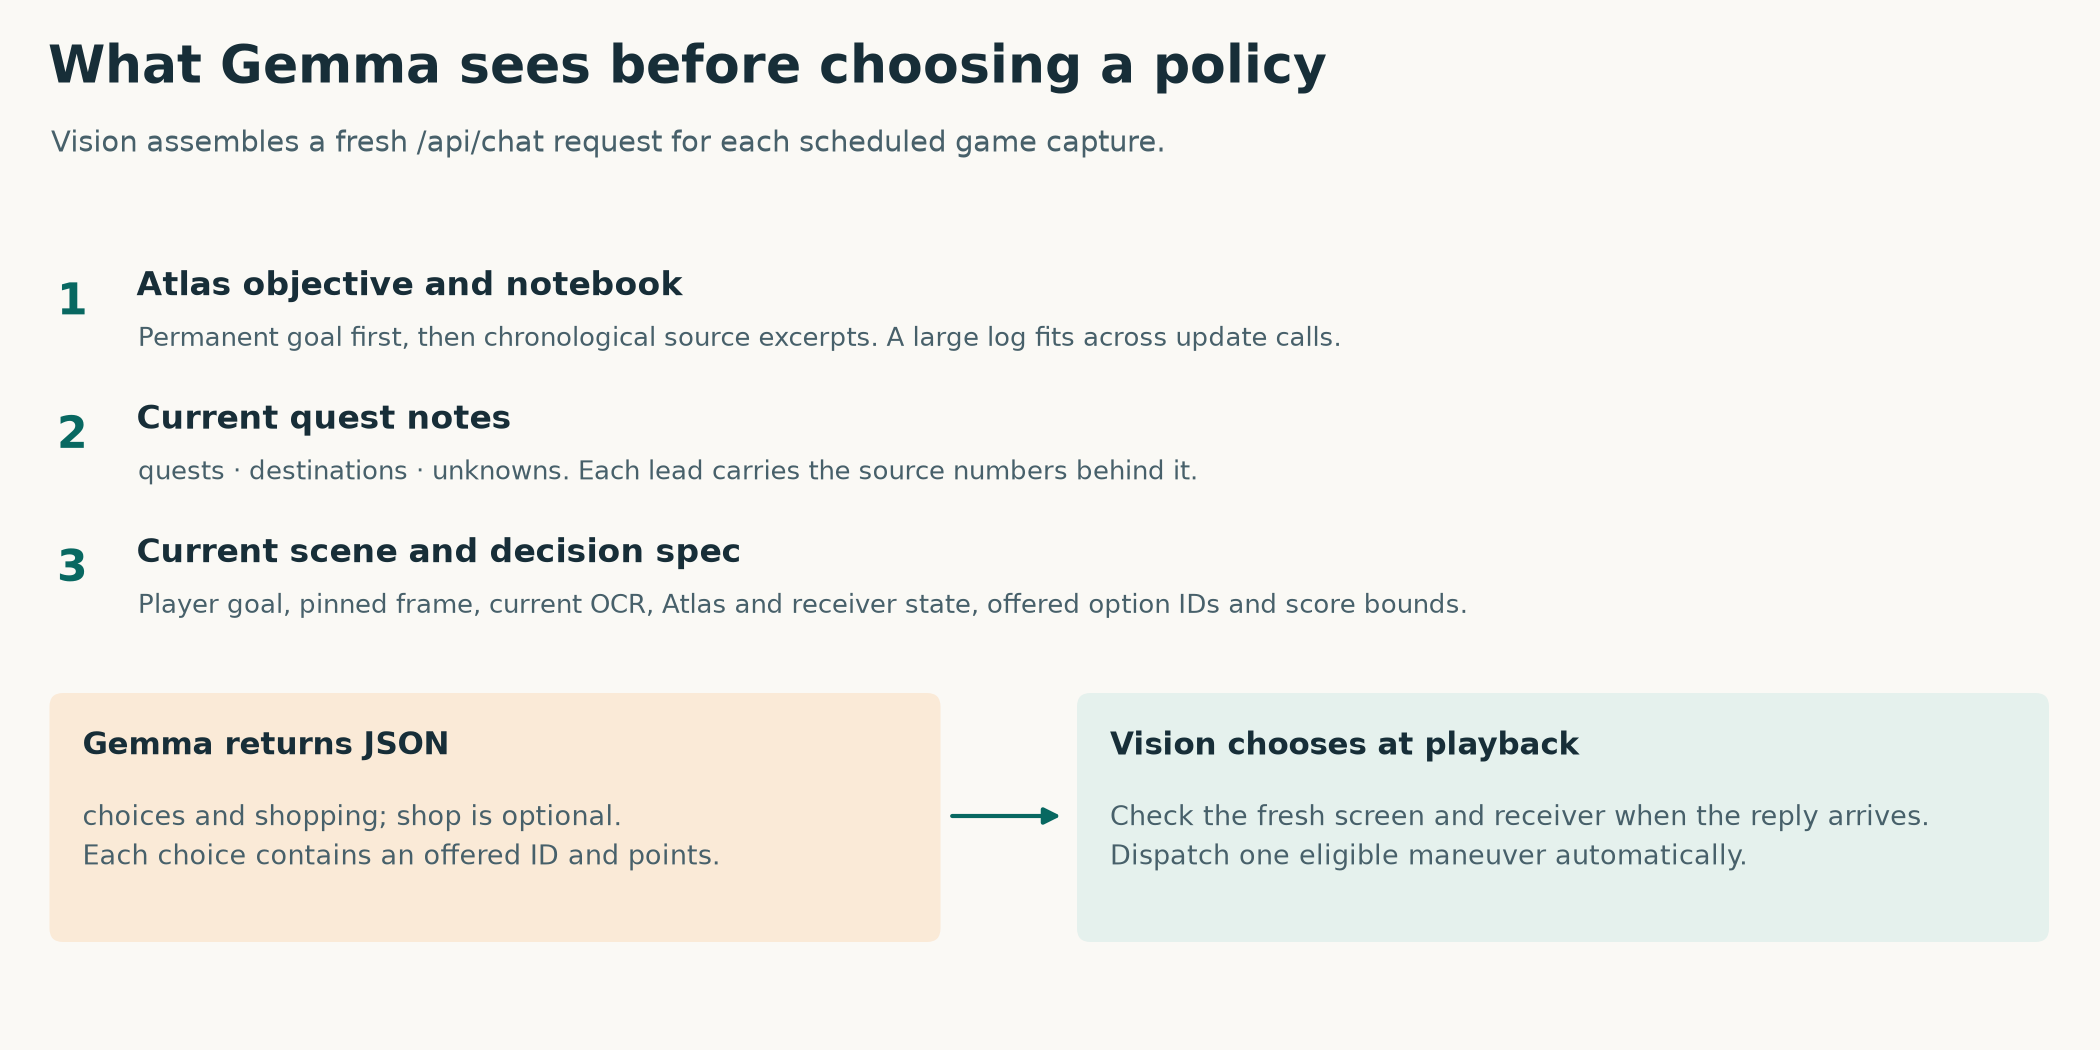 What Gemma sees before choosing a policy
Vision assembles a fresh /api/chat request for each scheduled game capture.
1
Atlas objective and notebook
Permanent goal first, then chronological source excerpts. A large log fits across update calls.
2
Current quest notes
quests · destinations · unknowns. Each lead carries the source numbers behind it.
3
Current scene and decision spec
Player goal, pinned frame, current OCR, Atlas and receiver state, offered option IDs and score bounds.
Gemma returns JSON
choices and shopping; shop is optional.
Each choice contains an offered ID and points.
Vision chooses at playback
Check the fresh screen and receiver when the reply arrives.
Dispatch one eligible maneuver automatically.